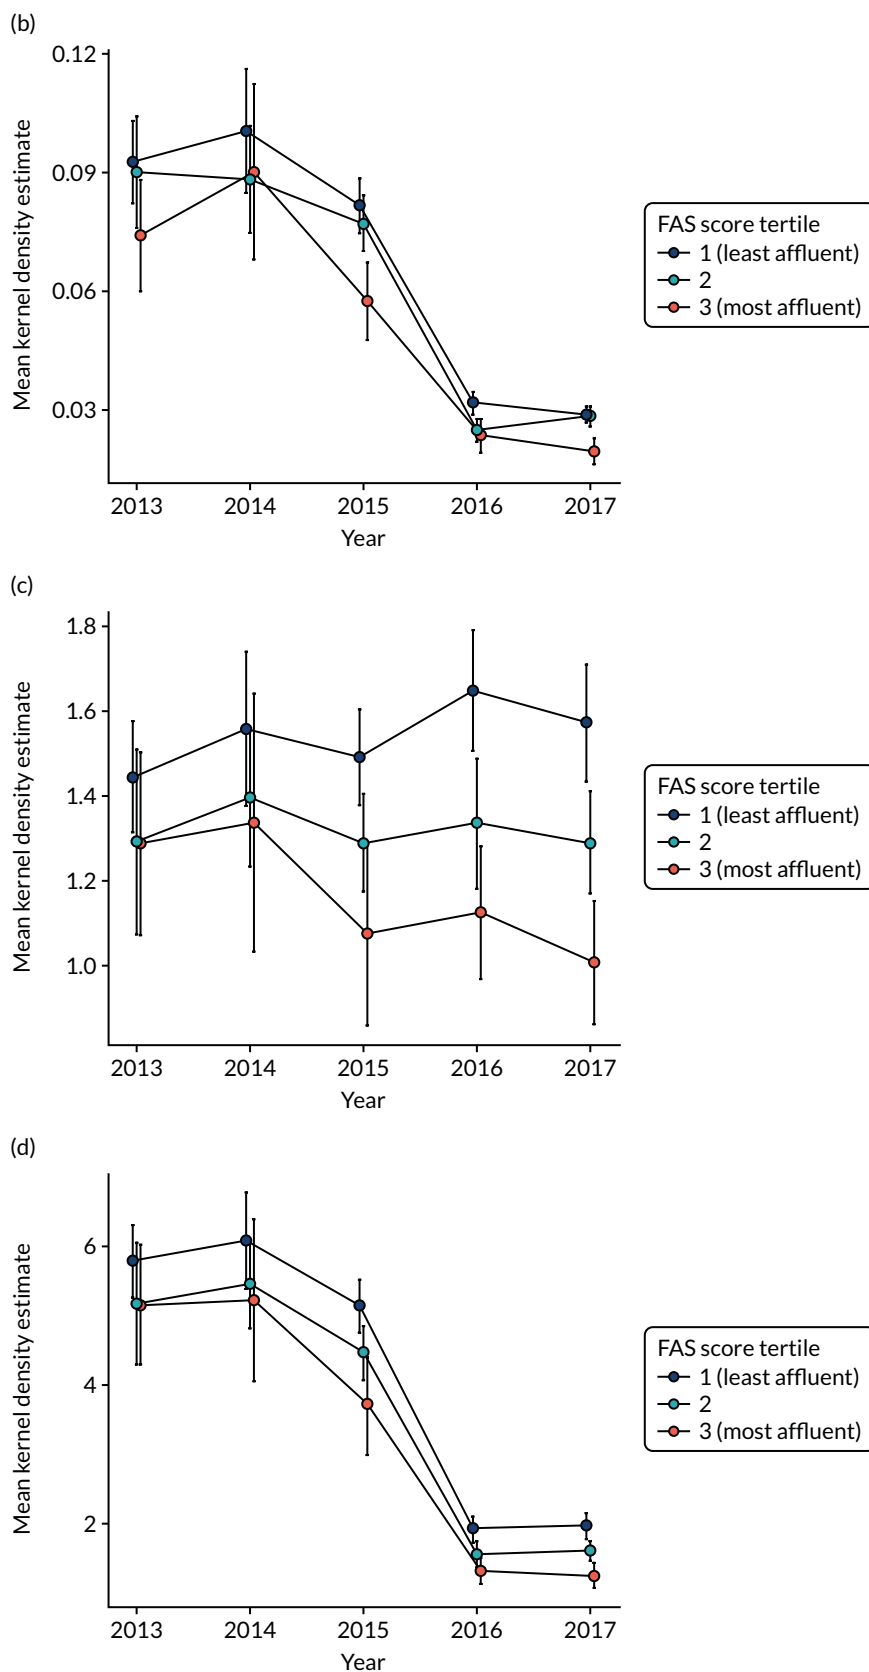 (b)
0.12
0.09
0.06
0.03
Mean kernel density estimate
2013 2014 2015 2016 2017
Year
FAS score tertile
1 (least affluent)
2
3 (most affluent)
(c)
1.8
1.6
1.4
1.2
1.0
Mean kernel density estimate
2013 2014 2015 2016 2017
Year
FAS score tertile
1 (least affluent)
2
3 (most affluent)
(d)
6
4
2
Mean kernel density estimate
2013 2014 2015 2016 2017
Year
FAS score tertile
1 (least affluent)
2
3 (most affluent)